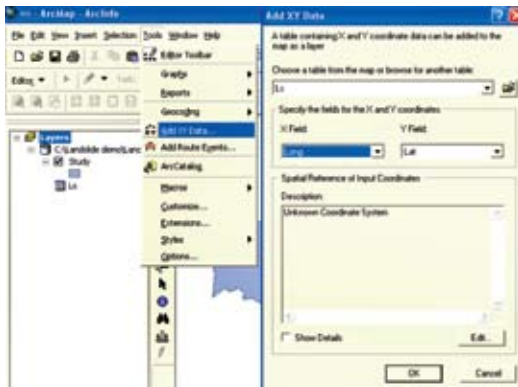 - ArcMap - ArcInfo
File Edit View Insert Selection Tools Window Help
Editor Toolbar
Editor
Graphs
Reports
Geocoding
Add XY Data...
Add Route Events...
ArcCatalog
Macros
Customize...
Extensions...
Styles
Options...
Layers
C:\Landslide demo\Lanc
Study
Ls
Add XY Data
A table containing X and Y coordinate data can be added to the
map as a layer
Choose a table from the map or browse for another table:
Ls
Specify the fields for the X and Y coordinates:
X Field:
Y Field:
Long
Lat
Spatial Reference of Input Coordinates
Description:
Unknown Coordinate System
Show Details
Edit...
OK
Cancel